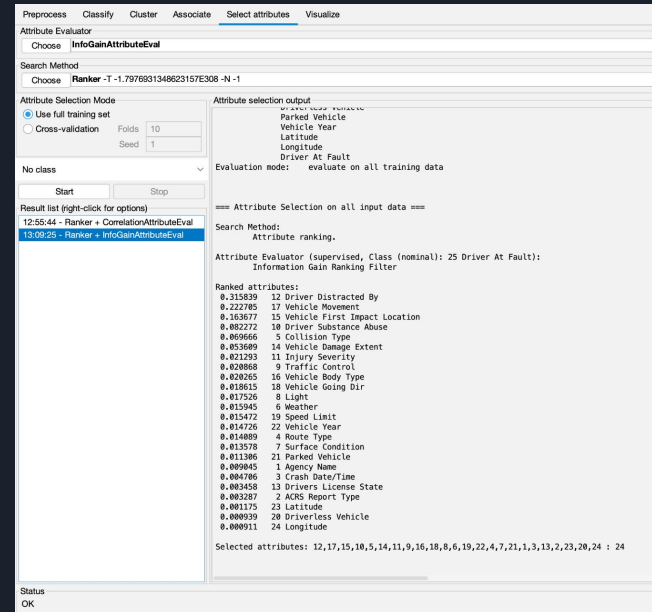 Preprocess Classify Cluster Associate Select attributes Visualize
Attribute Evaluator
Choose InfoGainAttributeEval
Search Method
Choose Ranker -T -1.7976931348623157E308 -N -1
Attribute Selection Mode
Use full training set
Cross-validation Folds 10
Seed 1
No class
Start Stop
Result list (right-click for options)
12:55:44 - Ranker + CorrelationAttributeEval
13:09:25 - Ranker + InfoGainAttributeEval
Attribute selection output
Driverless Vehicle
Parked Vehicle
Vehicle Year
Latitude
Longitude
Driver At Fault
Evaluation mode: evaluate on all training data
=== Attribute Selection on all input data ===
Search Method:
Attribute ranking.
Attribute Evaluator (supervised, Class (nominal): 25 Driver At Fault):
Information Gain Ranking Filter
Ranked attributes:
0.315839 12 Driver Distracted By
0.222705 17 Vehicle Movement
0.163677 15 Vehicle First Impact Location
0.082272 10 Driver Substance Abuse
0.069666 5 Collision Type
0.053609 14 Vehicle Damage Extent
0.021293 11 Injury Severity
0.020868 9 Traffic Control
0.020265 16 Vehicle Body Type
0.018615 18 Vehicle Going Dir
0.017526 8 Light
0.015945 6 Weather
0.015472 19 Speed Limit
0.014726 22 Vehicle Year
0.014089 4 Route Type
0.013578 7 Surface Condition
0.011306 21 Parked Vehicle
0.009045 1 Agency Name
0.004706 3 Crash Date/Time
0.003458 13 Drivers License State
0.003287 2 ACRS Report Type
0.001175 23 Latitude
0.000939 20 Driverless Vehicle
0.000911 24 Longitude
Selected attributes: 12,17,15,10,5,14,11,9,16,18,8,6,19,22,4,7,21,1,3,13,2,23,20,24 : 24
Status
OK